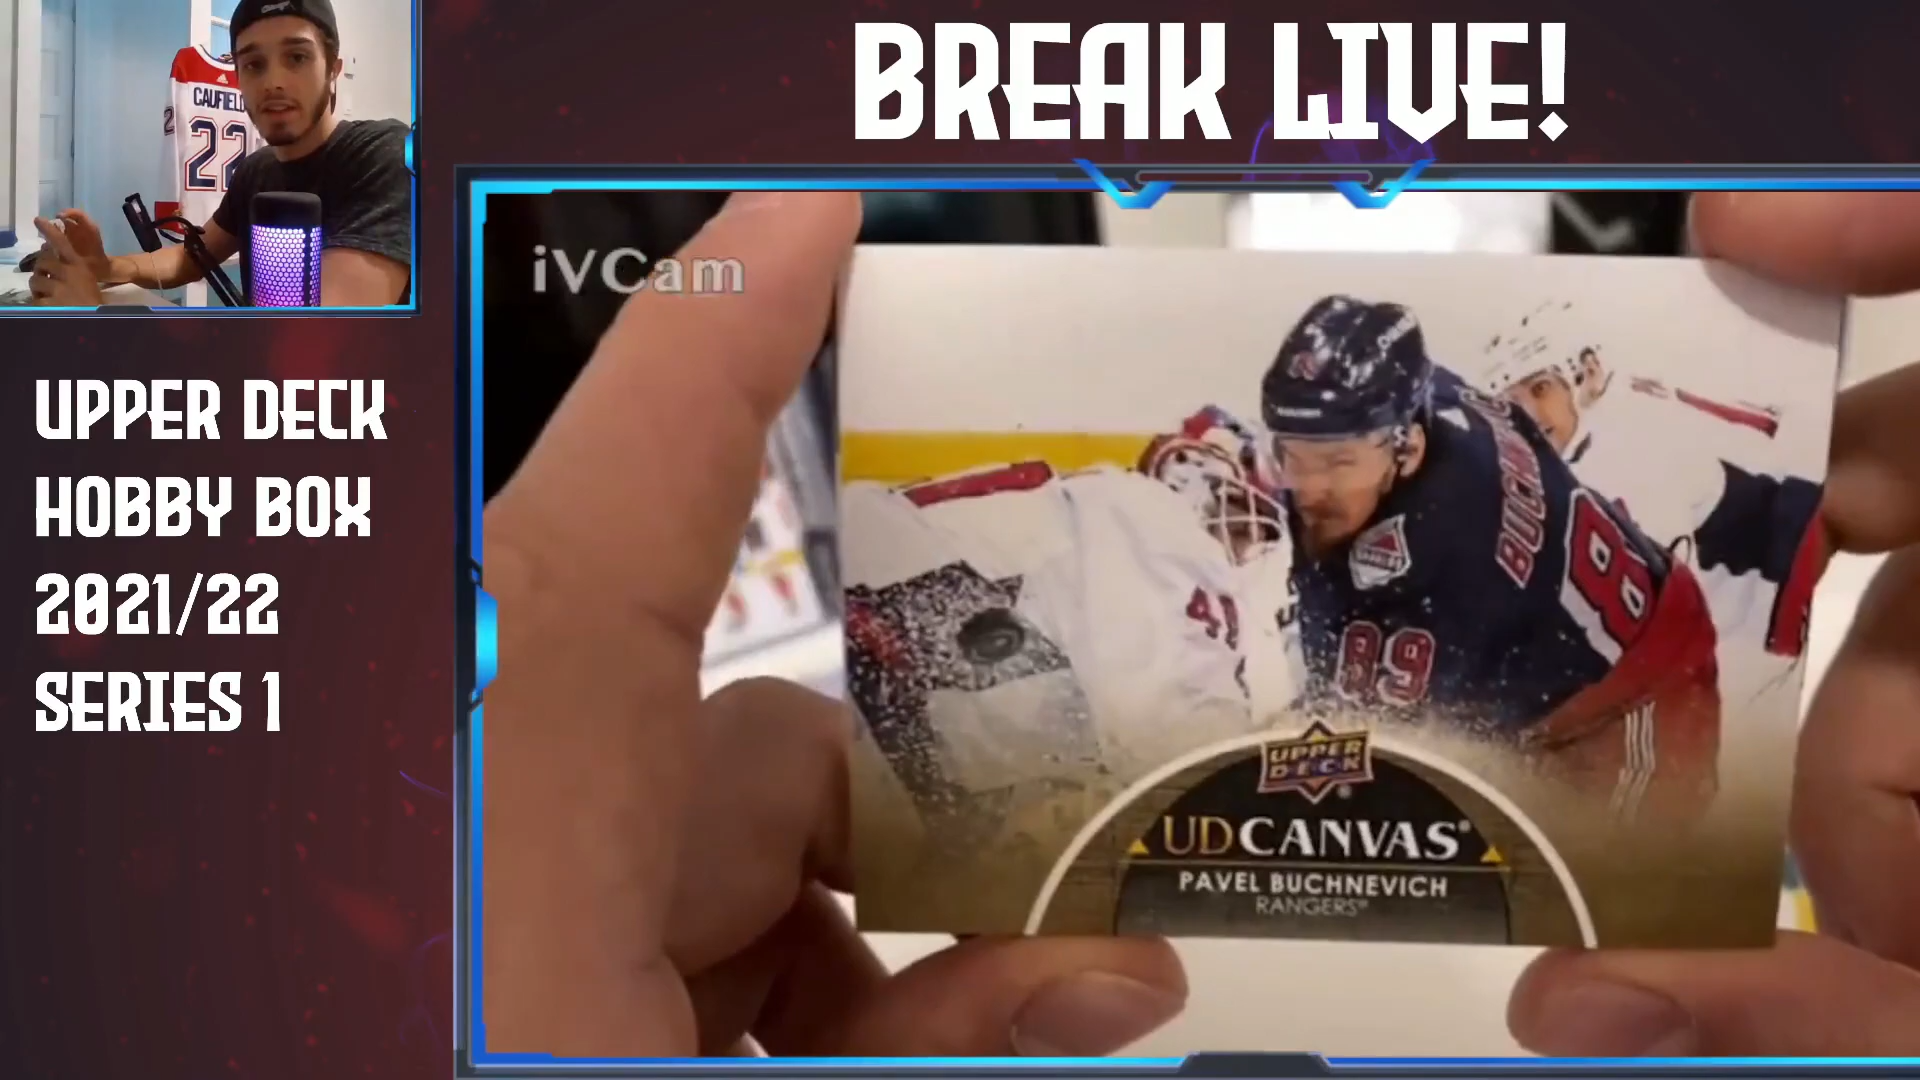 BREAK LIVE!
CAUFIELD
22
iVCam
UPPER DECK
HOBBY BOX
2021/22
SERIES 1
41
89
UPPER
DECK
UD CANVAS®
PAVEL BUCHNEVICH
RANGERS®